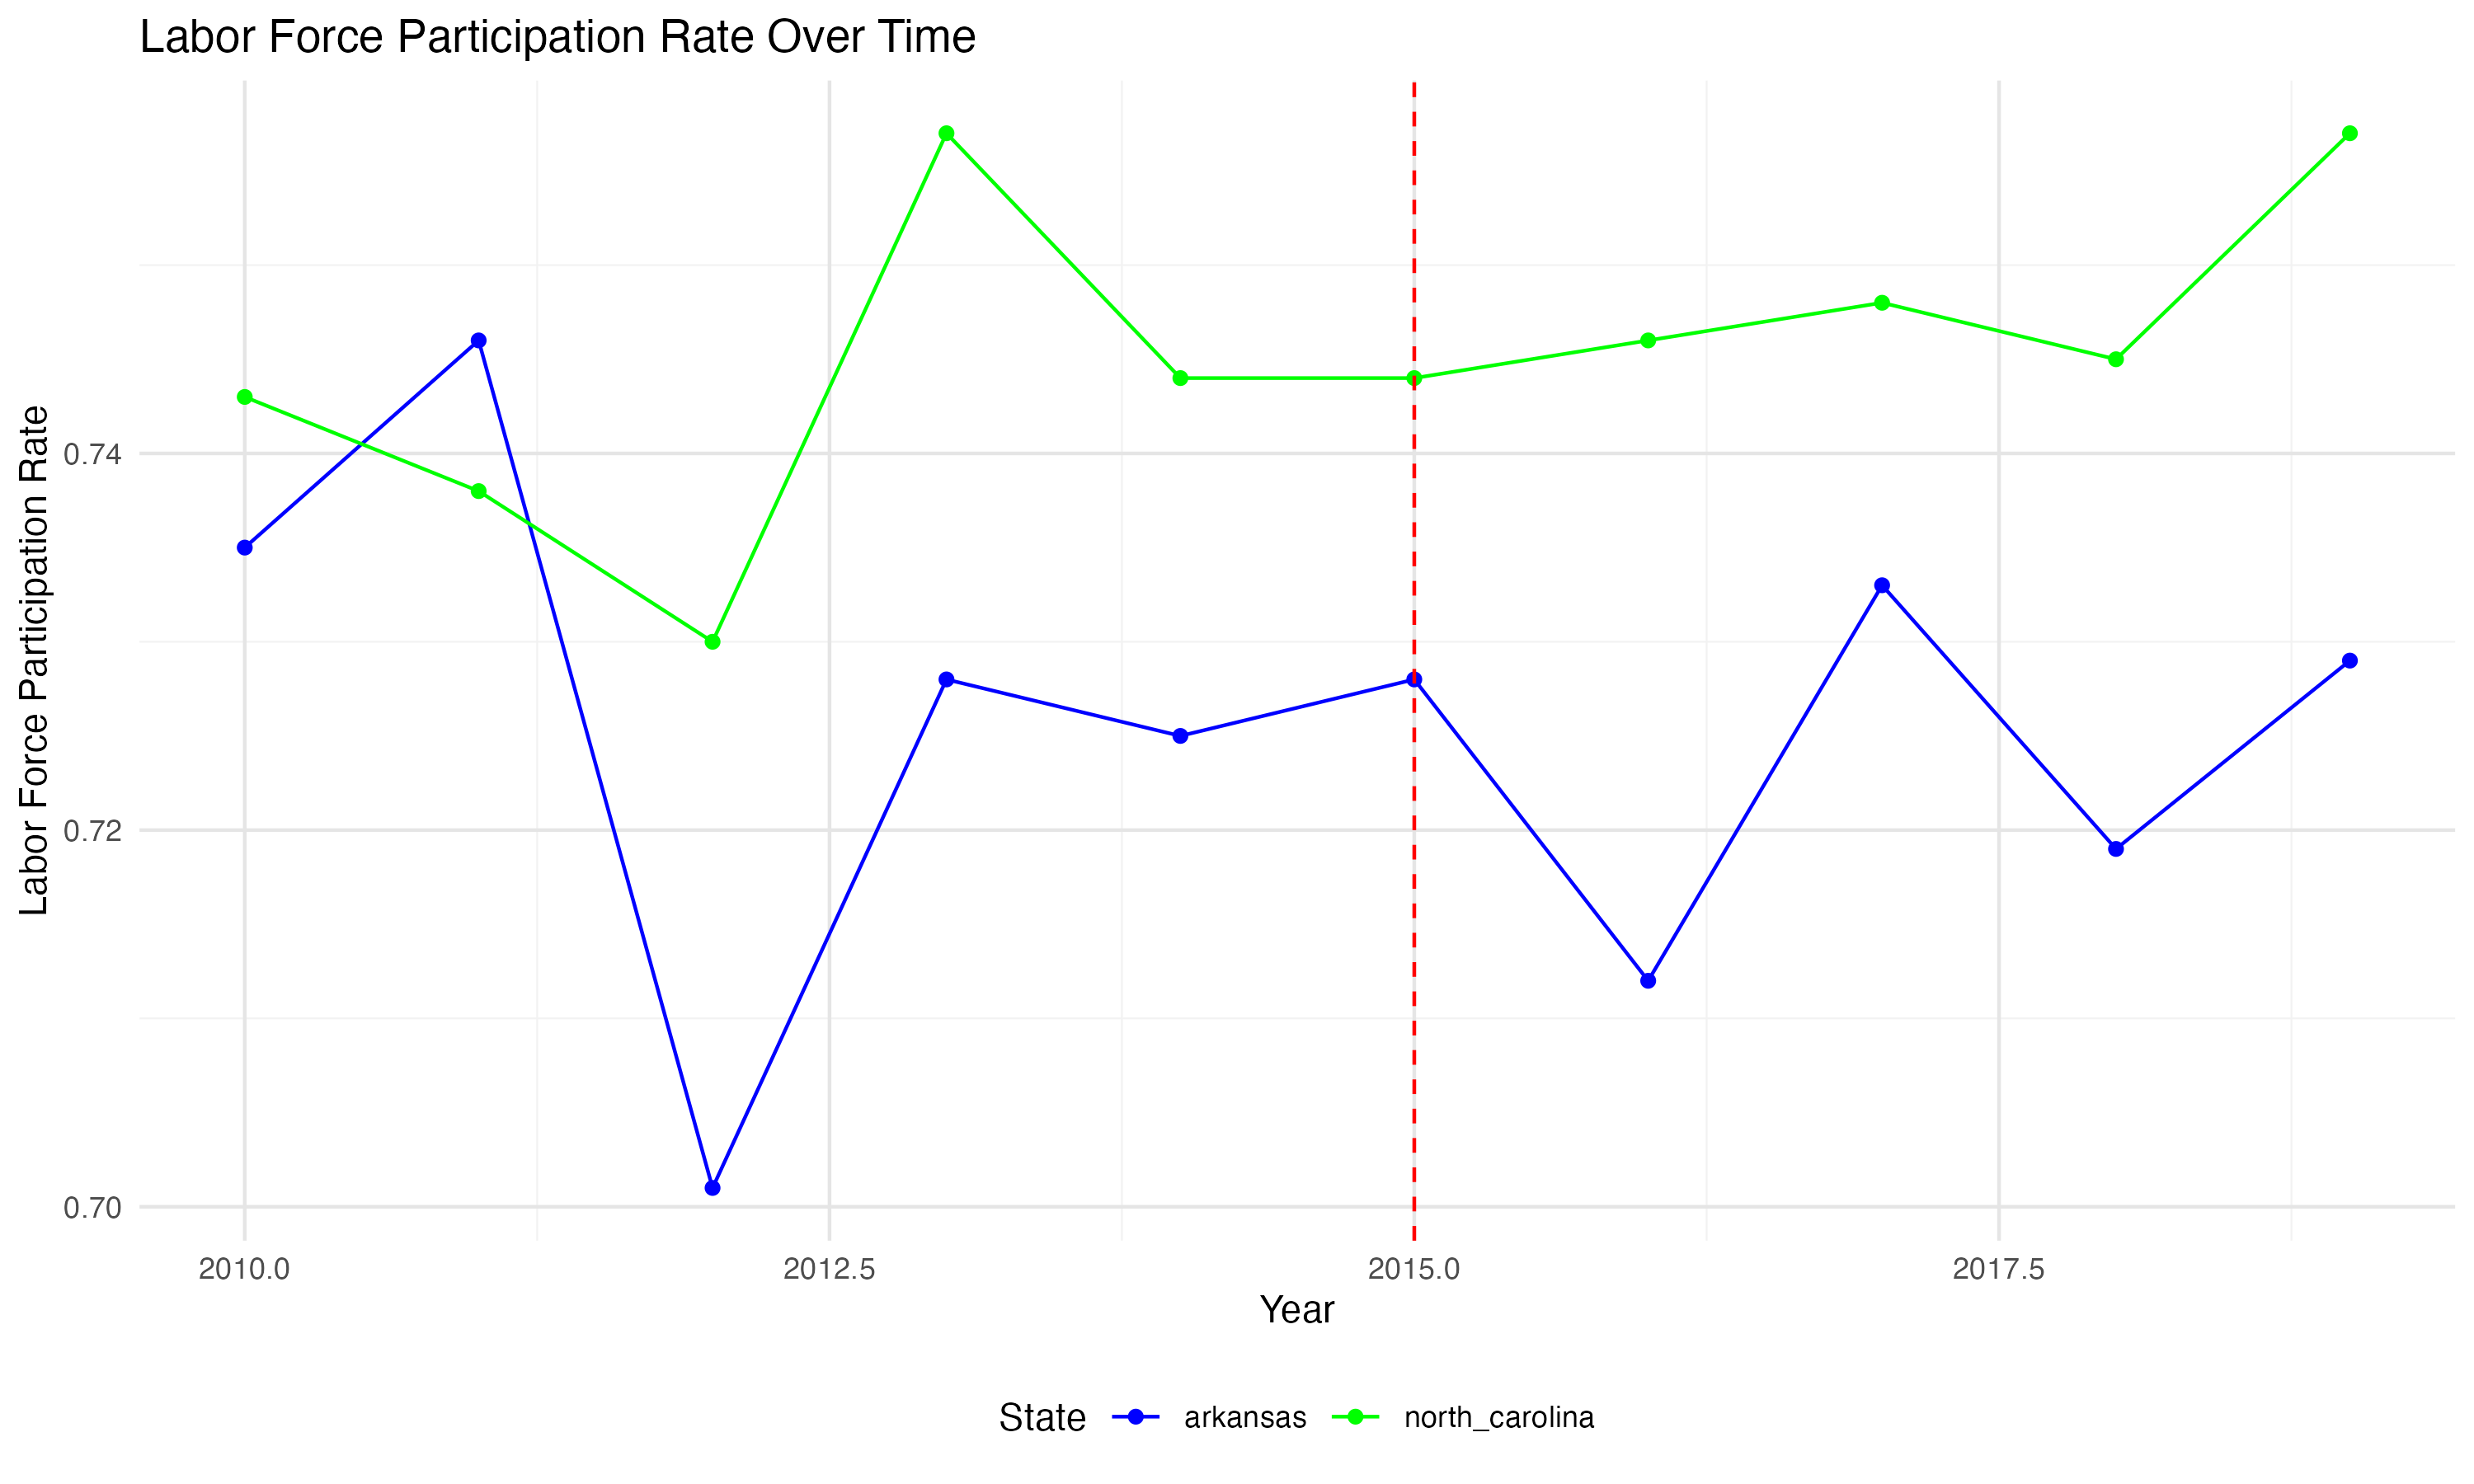 Labor Force Participation Rate Over Time
Labor Force Participation Rate
0.74
0.72
0.70
2010.0 2012.5 2015.0 2017.5
Year
State arkansas north_carolina